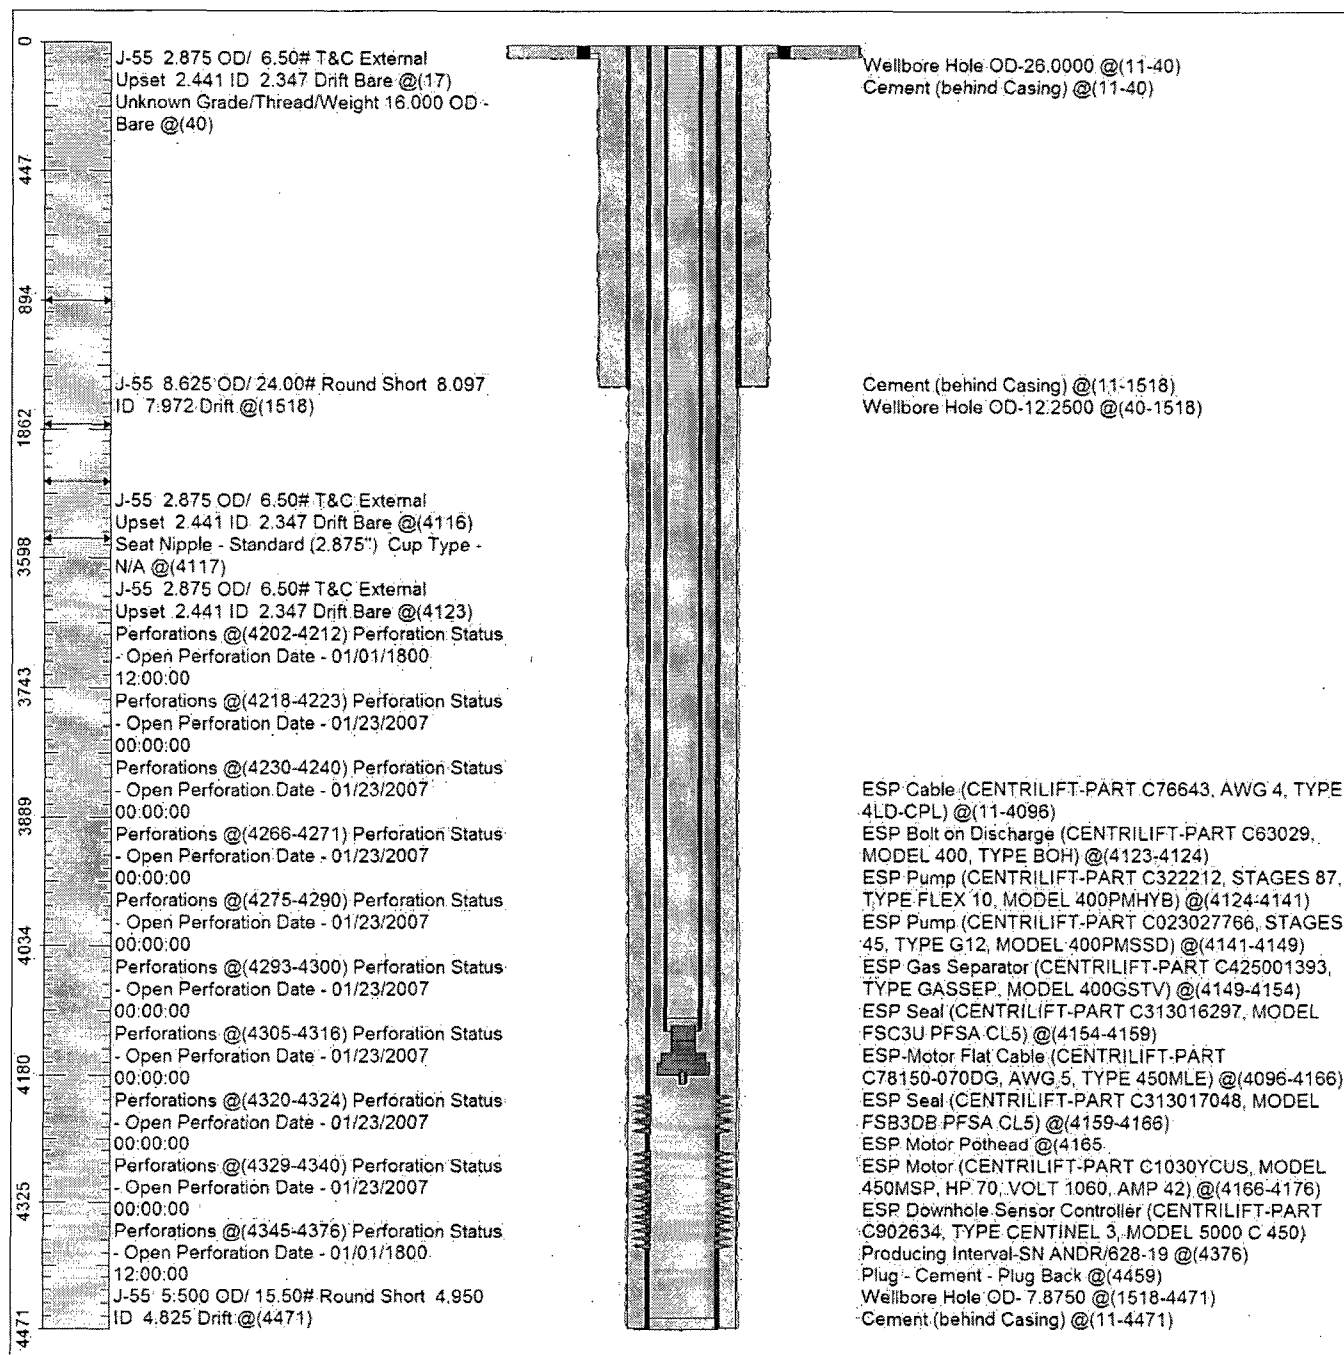 0
447
894
1862
3598
3743
3889
4034
4180
4325
4471
J-55 2.875 OD/ 6.50# T&C External
Upset 2.441 ID 2.347 Drift Bare @(17)
Unknown Grade/Thread/Weight 16.000 OD -
Bare @(40)
J-55 8.625 OD/ 24.00# Round Short 8.097
ID 7.972 Drift @(1518)
J-55 2.875 OD/ 6.50# T&C External
Upset 2.441 ID 2.347 Drift Bare @(4116)
Seat Nipple - Standard (2.875") Cup Type -
N/A @(4117)
J-55 2.875 OD/ 6.50# T&C External
Upset 2.441 ID 2.347 Drift Bare @(4123)
Perforations @(4202-4212) Perforation Status
- Open Perforation Date - 01/01/1800
12:00:00
Perforations @(4218-4223) Perforation Status
- Open Perforation Date - 01/23/2007
00:00:00
Perforations @(4230-4240) Perforation Status
- Open Perforation Date - 01/23/2007
00:00:00
Perforations @(4266-4271) Perforation Status
- Open Perforation Date - 01/23/2007
00:00:00
Perforations @(4275-4290) Perforation Status
- Open Perforation Date - 01/23/2007
00:00:00
Perforations @(4293-4300) Perforation Status
- Open Perforation Date - 01/23/2007
00:00:00
Perforations @(4305-4316) Perforation Status
- Open Perforation Date - 01/23/2007
00:00:00
Perforations @(4320-4324) Perforation Status
- Open Perforation Date - 01/23/2007
00:00:00
Perforations @(4329-4340) Perforation Status
- Open Perforation Date - 01/23/2007
00:00:00
Perforations @(4345-4376) Perforation Status
- Open Perforation Date - 01/01/1800
12:00:00
J-55 5.500 OD/ 15.50# Round Short 4.950
ID 4.825 Drift @(4471)
Wellbore Hole OD-26.0000 @(11-40)
Cement (behind Casing) @(11-40)
Cement (behind Casing) @(11-1518)
Wellbore Hole OD-12.2500 @(40-1518)
ESP Cable (CENTRILIFT-PART C76643, AWG 4, TYPE
4LD-CPL) @(11-4096)
ESP Bolt on Discharge (CENTRILIFT-PART C63029,
MODEL 400, TYPE BOH) @(4123-4124)
ESP Pump (CENTRILIFT-PART C322212, STAGES 87,
TYPE FLEX 10, MODEL 400PMHYB) @(4124-4141)
ESP Pump (CENTRILIFT-PART C023027766, STAGES
45, TYPE G12, MODEL 400PMSSD) @(4141-4149)
ESP Gas Separator (CENTRILIFT-PART C425001393,
TYPE GASSEP, MODEL 400GSTV) @(4149-4154)
ESP Seal (CENTRILIFT-PART C313016297, MODEL
FSC3U PFSA CL5) @(4154-4159)
ESP-Motor Flat Cable (CENTRILIFT-PART
C78150-070DG, AWG 5, TYPE 450MLE) @(4096-4166)
ESP Seal (CENTRILIFT-PART C313017048, MODEL
FSB3DB PFSA CL5) @(4159-4166)
ESP Motor Pothead @(4165
ESP Motor (CENTRILIFT-PART C1030YCUS, MODEL
450MSP, HP 70, VOLT 1060, AMP 42) @(4166-4176)
ESP Downhole Sensor Controller (CENTRILIFT-PART
C902634, TYPE CENTINEL 3, MODEL 5000 C 450)
Producing Interval-SN ANDR/628-19 @(4376)
Plug - Cement - Plug Back @(4459)
Wellbore Hole OD- 7.8750 @(1518-4471)
Cement (behind Casing) @(11-4471)